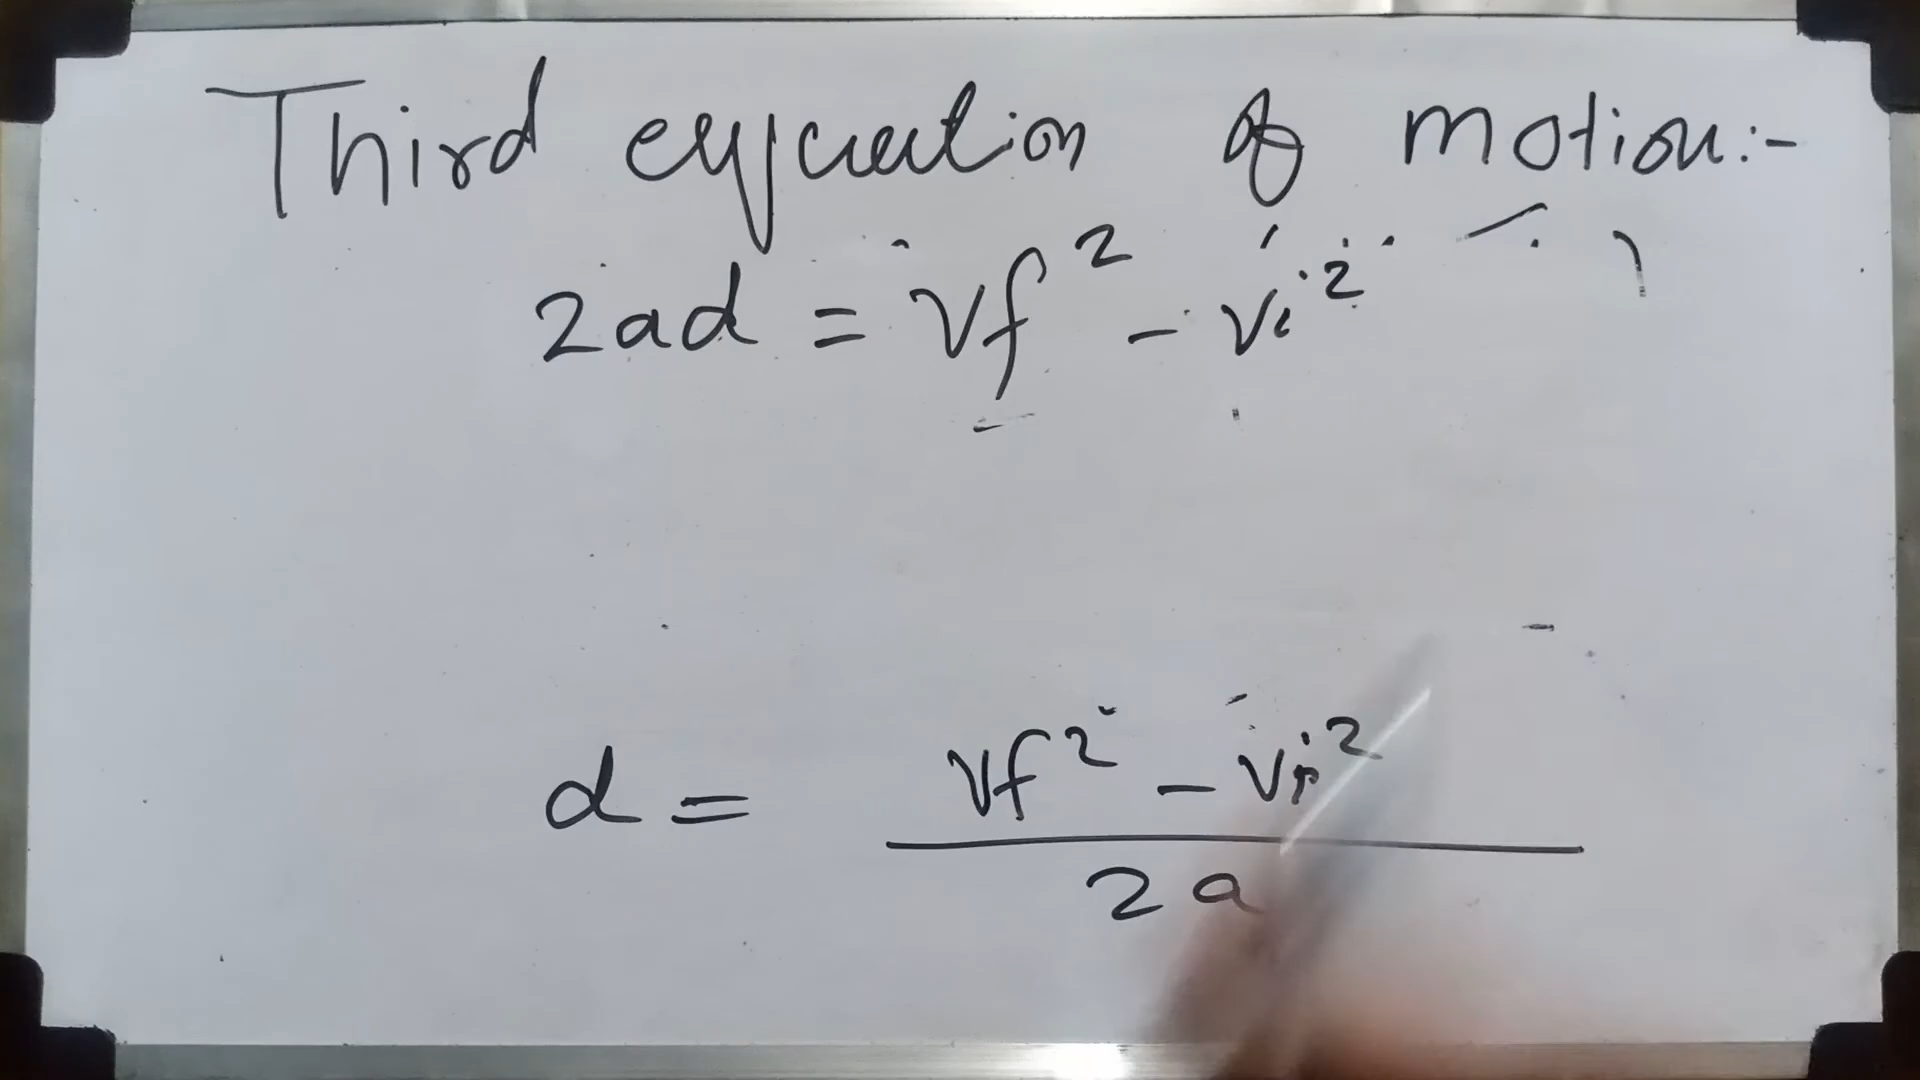 Third equation of motion:-
2ad = vf² - vi²
d = vf² - vi²
2a